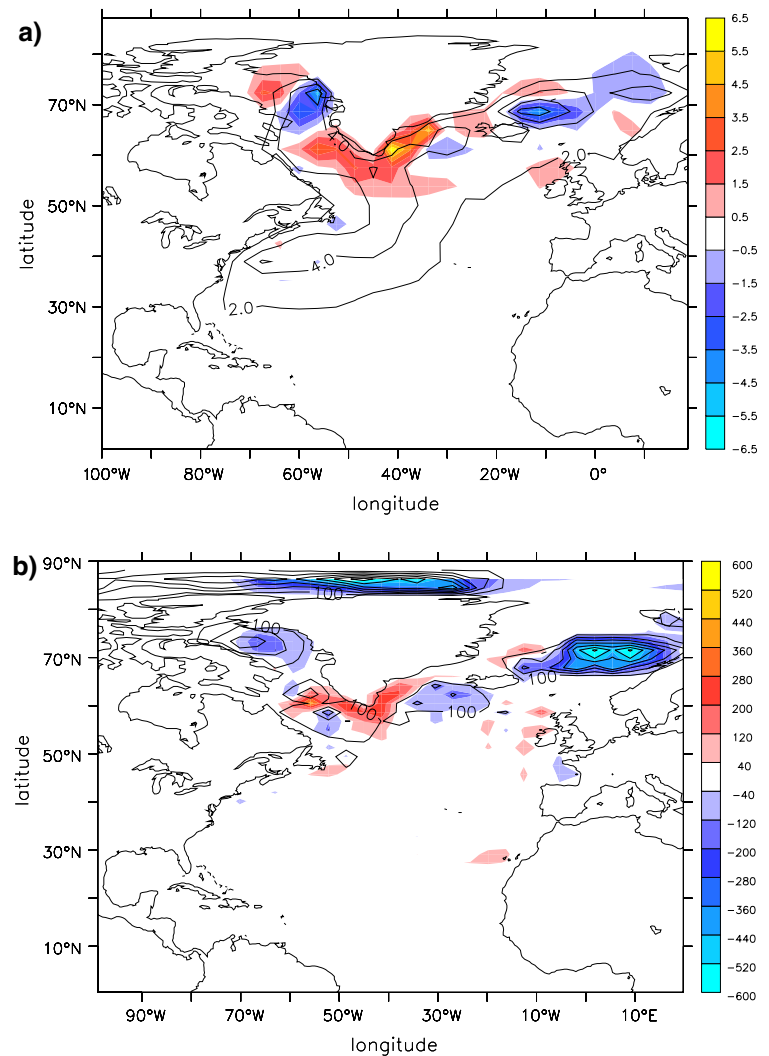 a)
70°N
50°N
30°N
10°N
latitude
100°W 80°W 60°W 40°W 20°W 0°
longitude
4.0
2.0
4.0
2.0
6.5
5.5
4.5
3.5
2.5
1.5
0.5
−0.5
−1.5
−2.5
−3.5
−4.5
−5.5
−6.5
b)
90°N
70°N
50°N
30°N
10°N
latitude
90°W 70°W 50°W 30°W 10°W 10°E
longitude
100
100
100
100
100
600
520
440
360
280
200
120
40
−40
−120
−200
−280
−360
−440
−520
−600